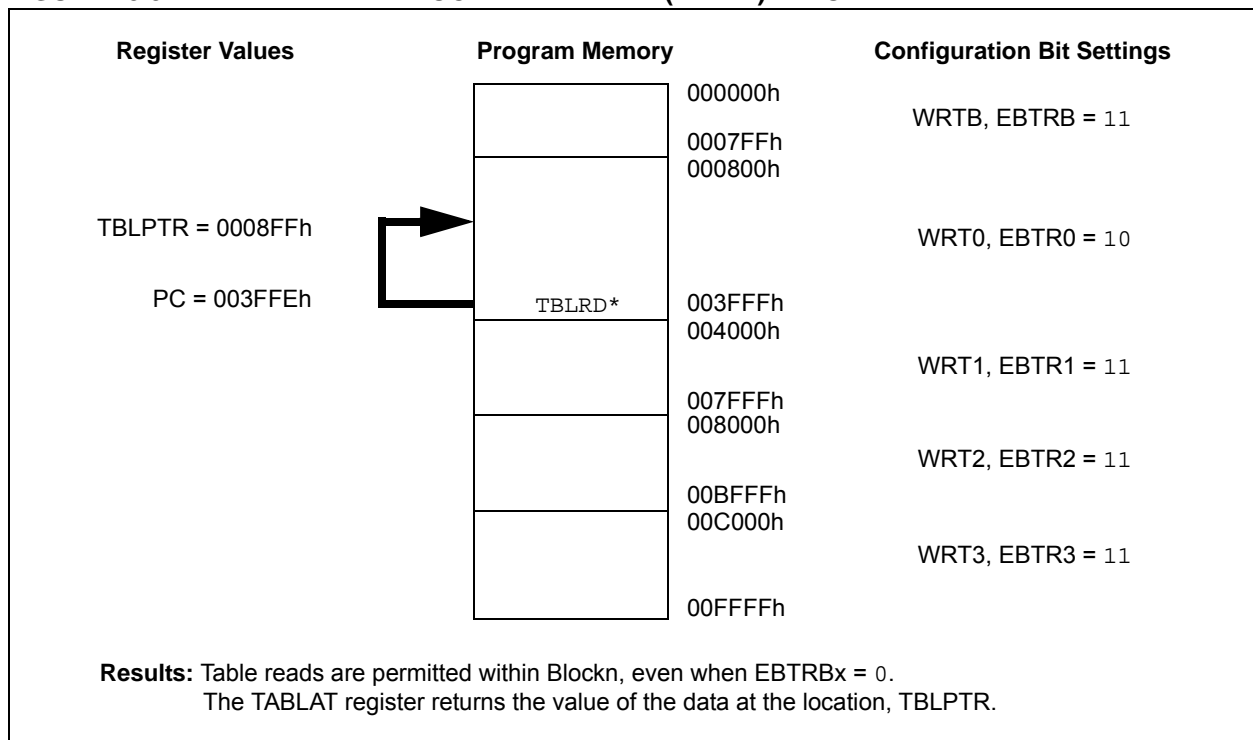 Register Values Program Memory Configuration Bit Settings
000000h
WRTB, EBTRB = 11
0007FFh
000800h
TBLPTR = 0008FFh
WRT0, EBTR0 = 10
PC = 003FFEh
TBLRD* 003FFFh
004000h
WRT1, EBTR1 = 11
007FFFh
008000h
WRT2, EBTR2 = 11
00BFFFh
00C000h
WRT3, EBTR3 = 11
00FFFFh
Results: Table reads are permitted within Blockn, even when EBTRBx = 0.
The TABLAT register returns the value of the data at the location, TBLPTR.